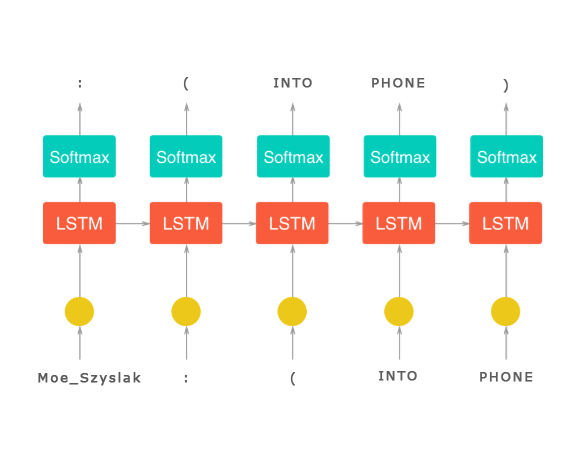 : ( INTO PHONE )
Softmax Softmax Softmax Softmax Softmax
LSTM LSTM LSTM LSTM LSTM
Moe_Szyslak : ( INTO PHONE